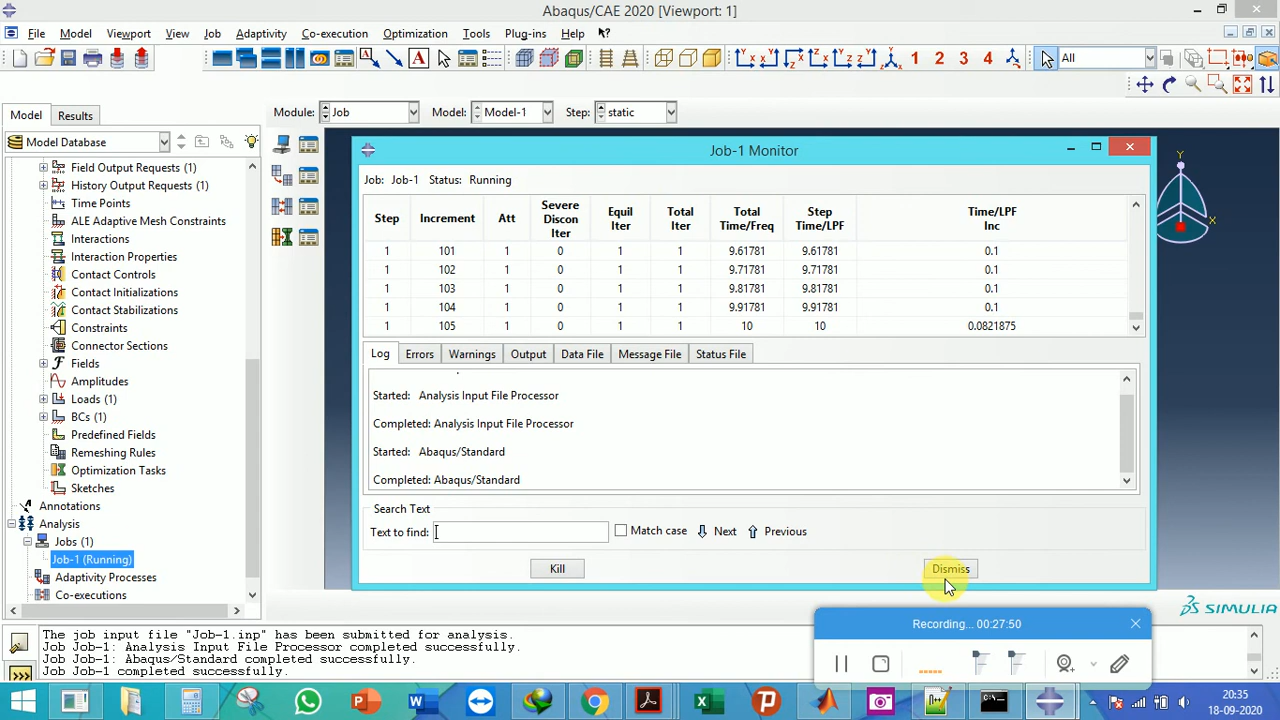 Abaqus/CAE 2020 [Viewport: 1]
File Model Viewport View Job Adaptivity Co-execution Optimization Tools Plug-ins Help
A 1 2 3 4 All
Model Results Module: Job Model: Model-1 Step: static
Model Database
Field Output Requests (1)
History Output Requests (1)
Time Points
ALE Adaptive Mesh Constraints
Interactions
Interaction Properties
Contact Controls
Contact Initializations
Contact Stabilizations
Constraints
Connector Sections
Fields
Amplitudes
Loads (1)
BCs (1)
Predefined Fields
Remeshing Rules
Optimization Tasks
Sketches
Annotations
Analysis
Jobs (1)
Job-1 (Running)
Adaptivity Processes
Co-executions
Job-1 Monitor
Job: Job-1 Status: Running
Step Increment Att Severe Discon Iter Equil Iter Total Iter Total Time/Freq Step Time/LPF Time/LPF Inc
1 101 1 0 1 1 9.61781 9.61781 0.1
1 102 1 0 1 1 9.71781 9.71781 0.1
1 103 1 0 1 1 9.81781 9.81781 0.1
1 104 1 0 1 1 9.91781 9.91781 0.1
1 105 1 0 1 1 10 10 0.0821875
Log Errors Warnings Output Data File Message File Status File
Started: Analysis Input File Processor
Completed: Analysis Input File Processor
Started: Abaqus/Standard
Completed: Abaqus/Standard
Search Text
Text to find: Match case Next Previous
Kill Dismiss
Y
X
SIMULIA
Recording... 00:27:50
The job input file "Job-1.inp" has been submitted for analysis.
Job Job-1: Analysis Input File Processor completed successfully.
Job Job-1: Abaqus/Standard completed successfully.
Job Job-1 completed successfully.
20:35
18-09-2020